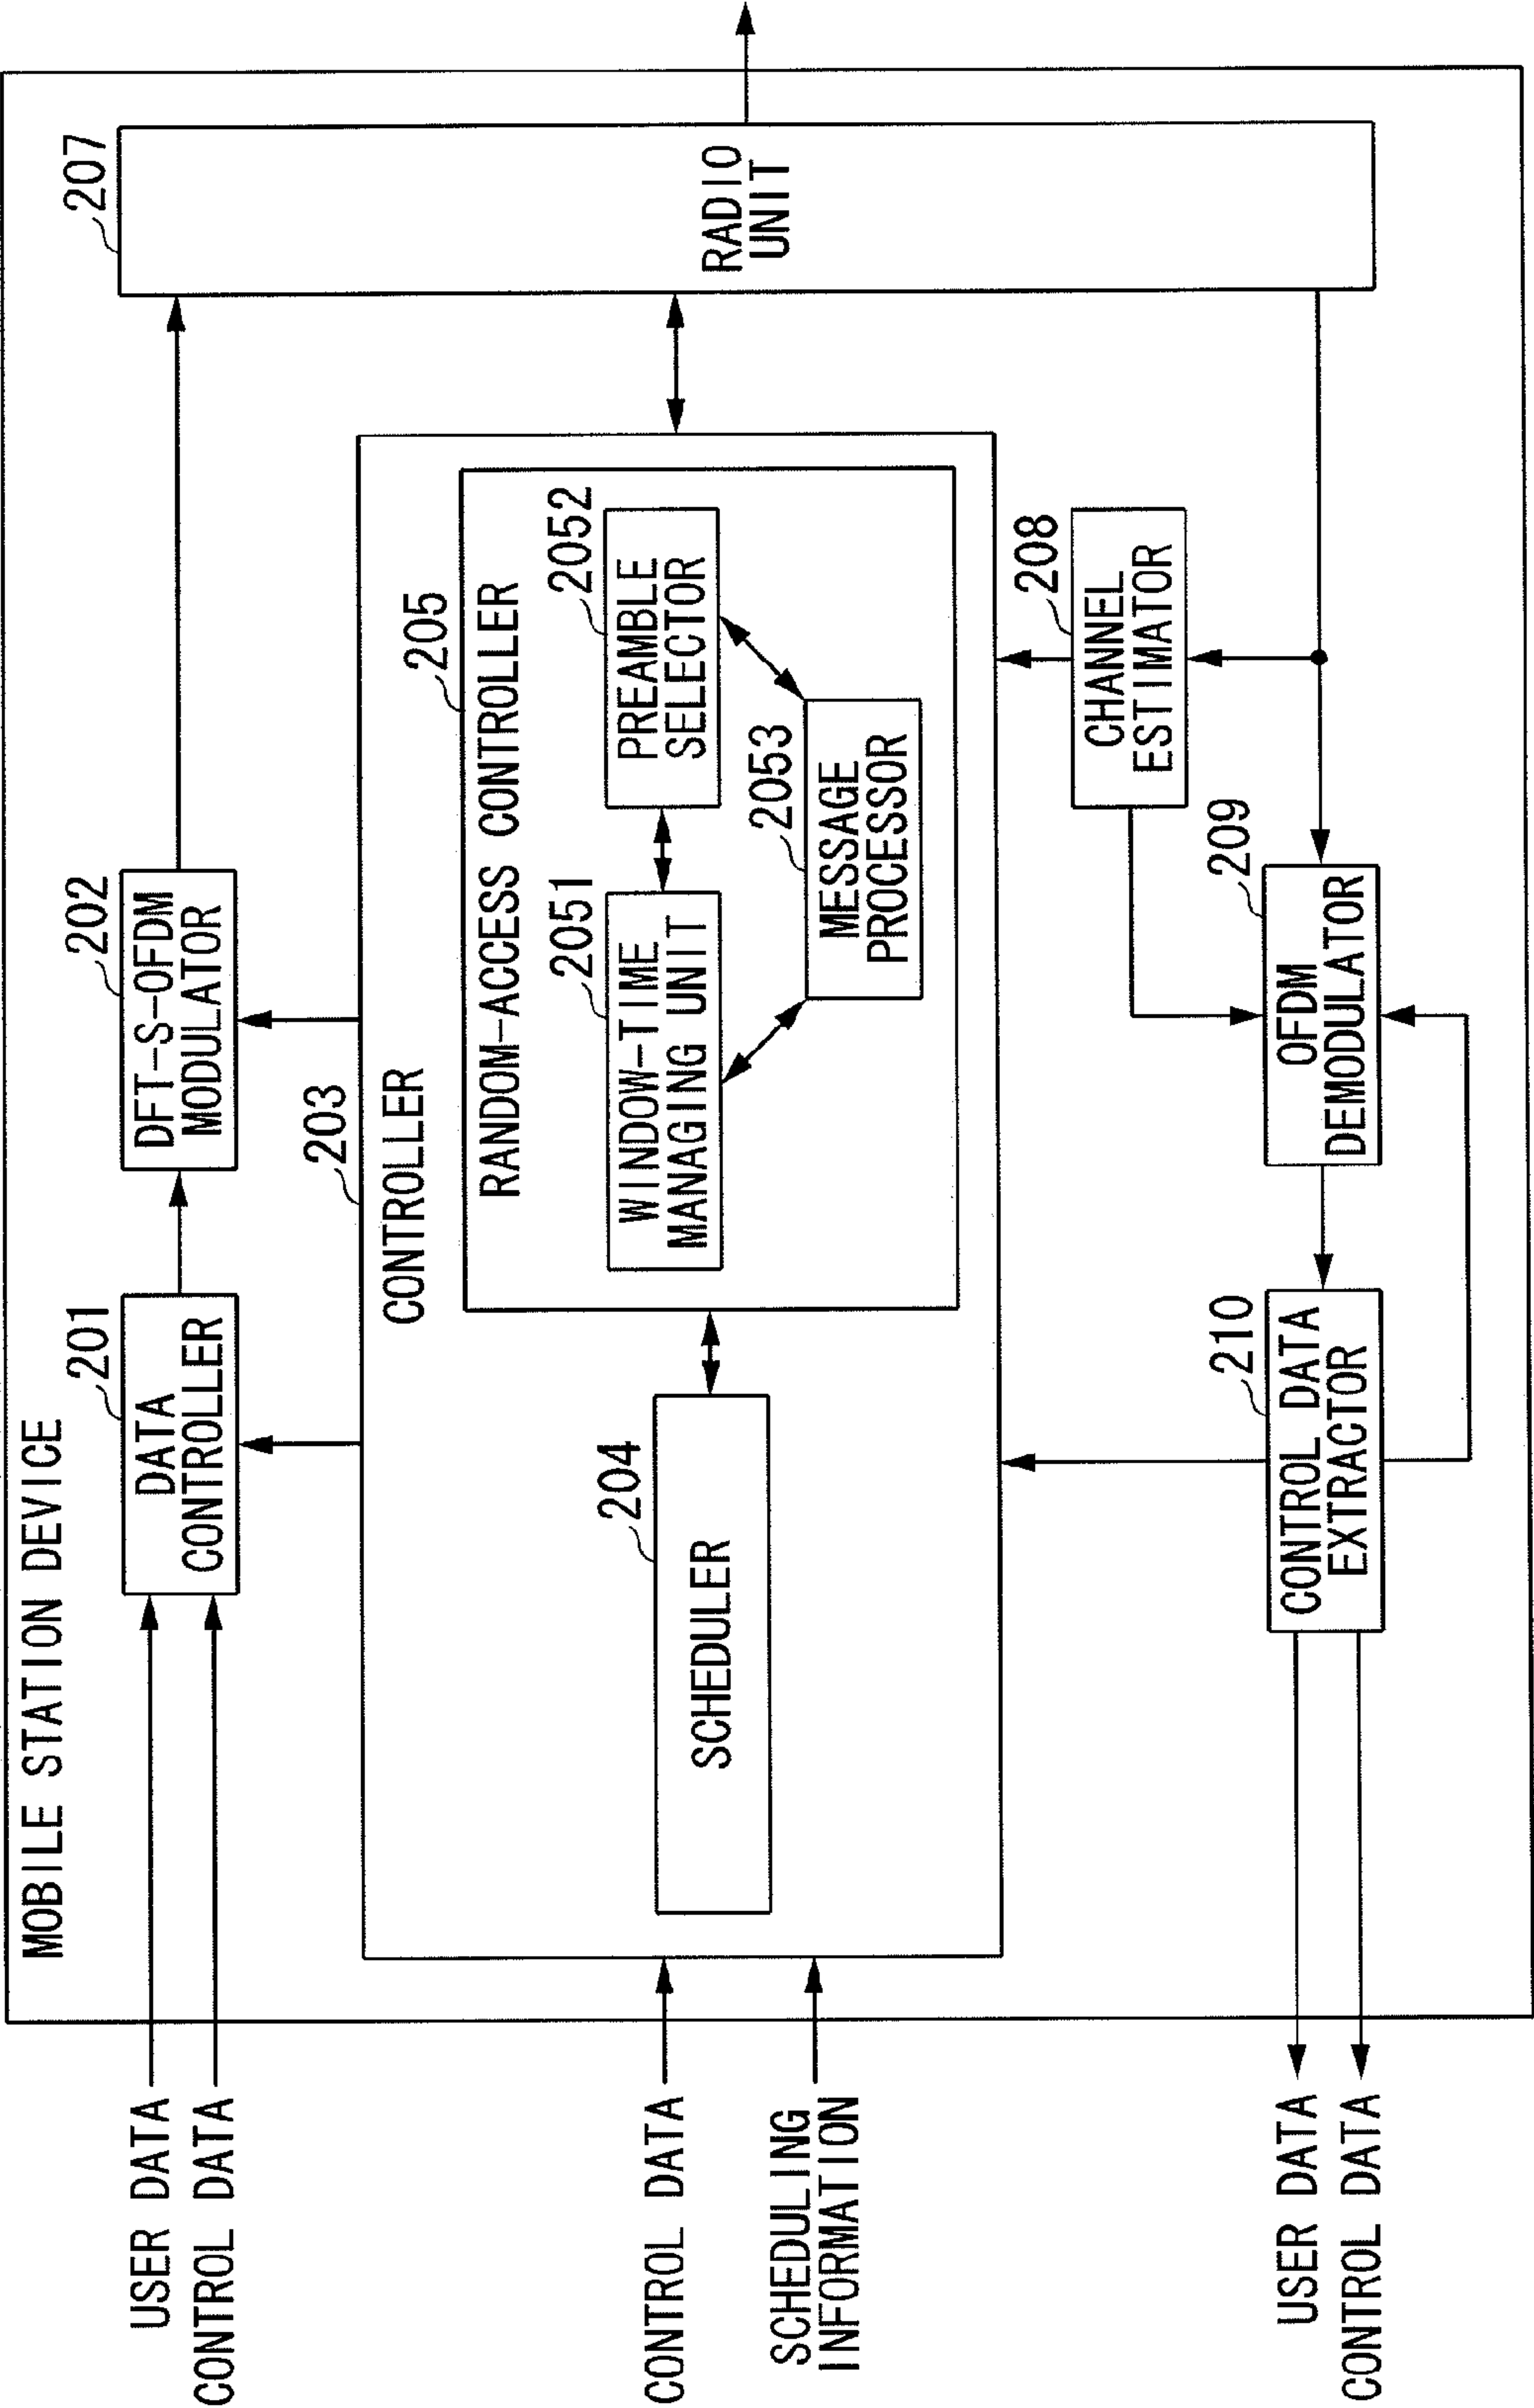 MOBILE STATION DEVICE
USER DATA
CONTROL DATA
201
DATA
CONTROLLER
202
DFT-S-OFDM
MODULATOR
207
RADIO
UNIT
203
CONTROLLER
CONTROL DATA
SCHEDULING
INFORMATION
204
SCHEDULER
205
RANDOM-ACCESS CONTROLLER
2051
WINDOW-TIME
MANAGING UNIT
2052
PREAMBLE
SELECTOR
2053
MESSAGE
PROCESSOR
208
CHANNEL
ESTIMATOR
209
OFDM
DEMODULATOR
210
CONTROL DATA
EXTRACTOR
USER DATA
CONTROL DATA